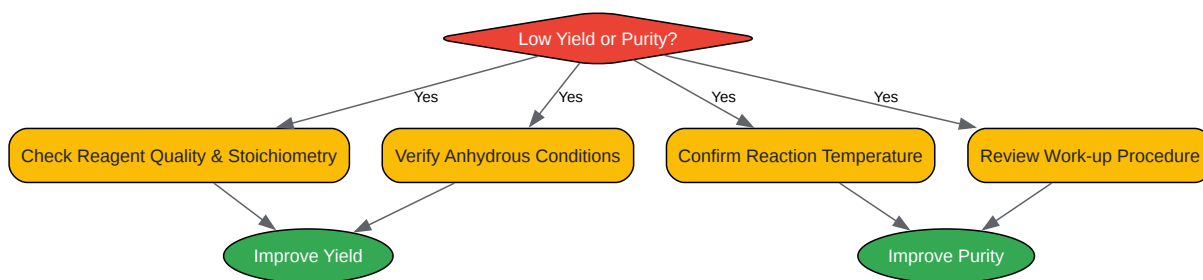 Low Yield or Purity?
Yes
Yes
Yes
Yes
Check Reagent Quality & Stoichiometry
Verify Anhydrous Conditions
Confirm Reaction Temperature
Review Work-up Procedure
Improve Yield
Improve Purity